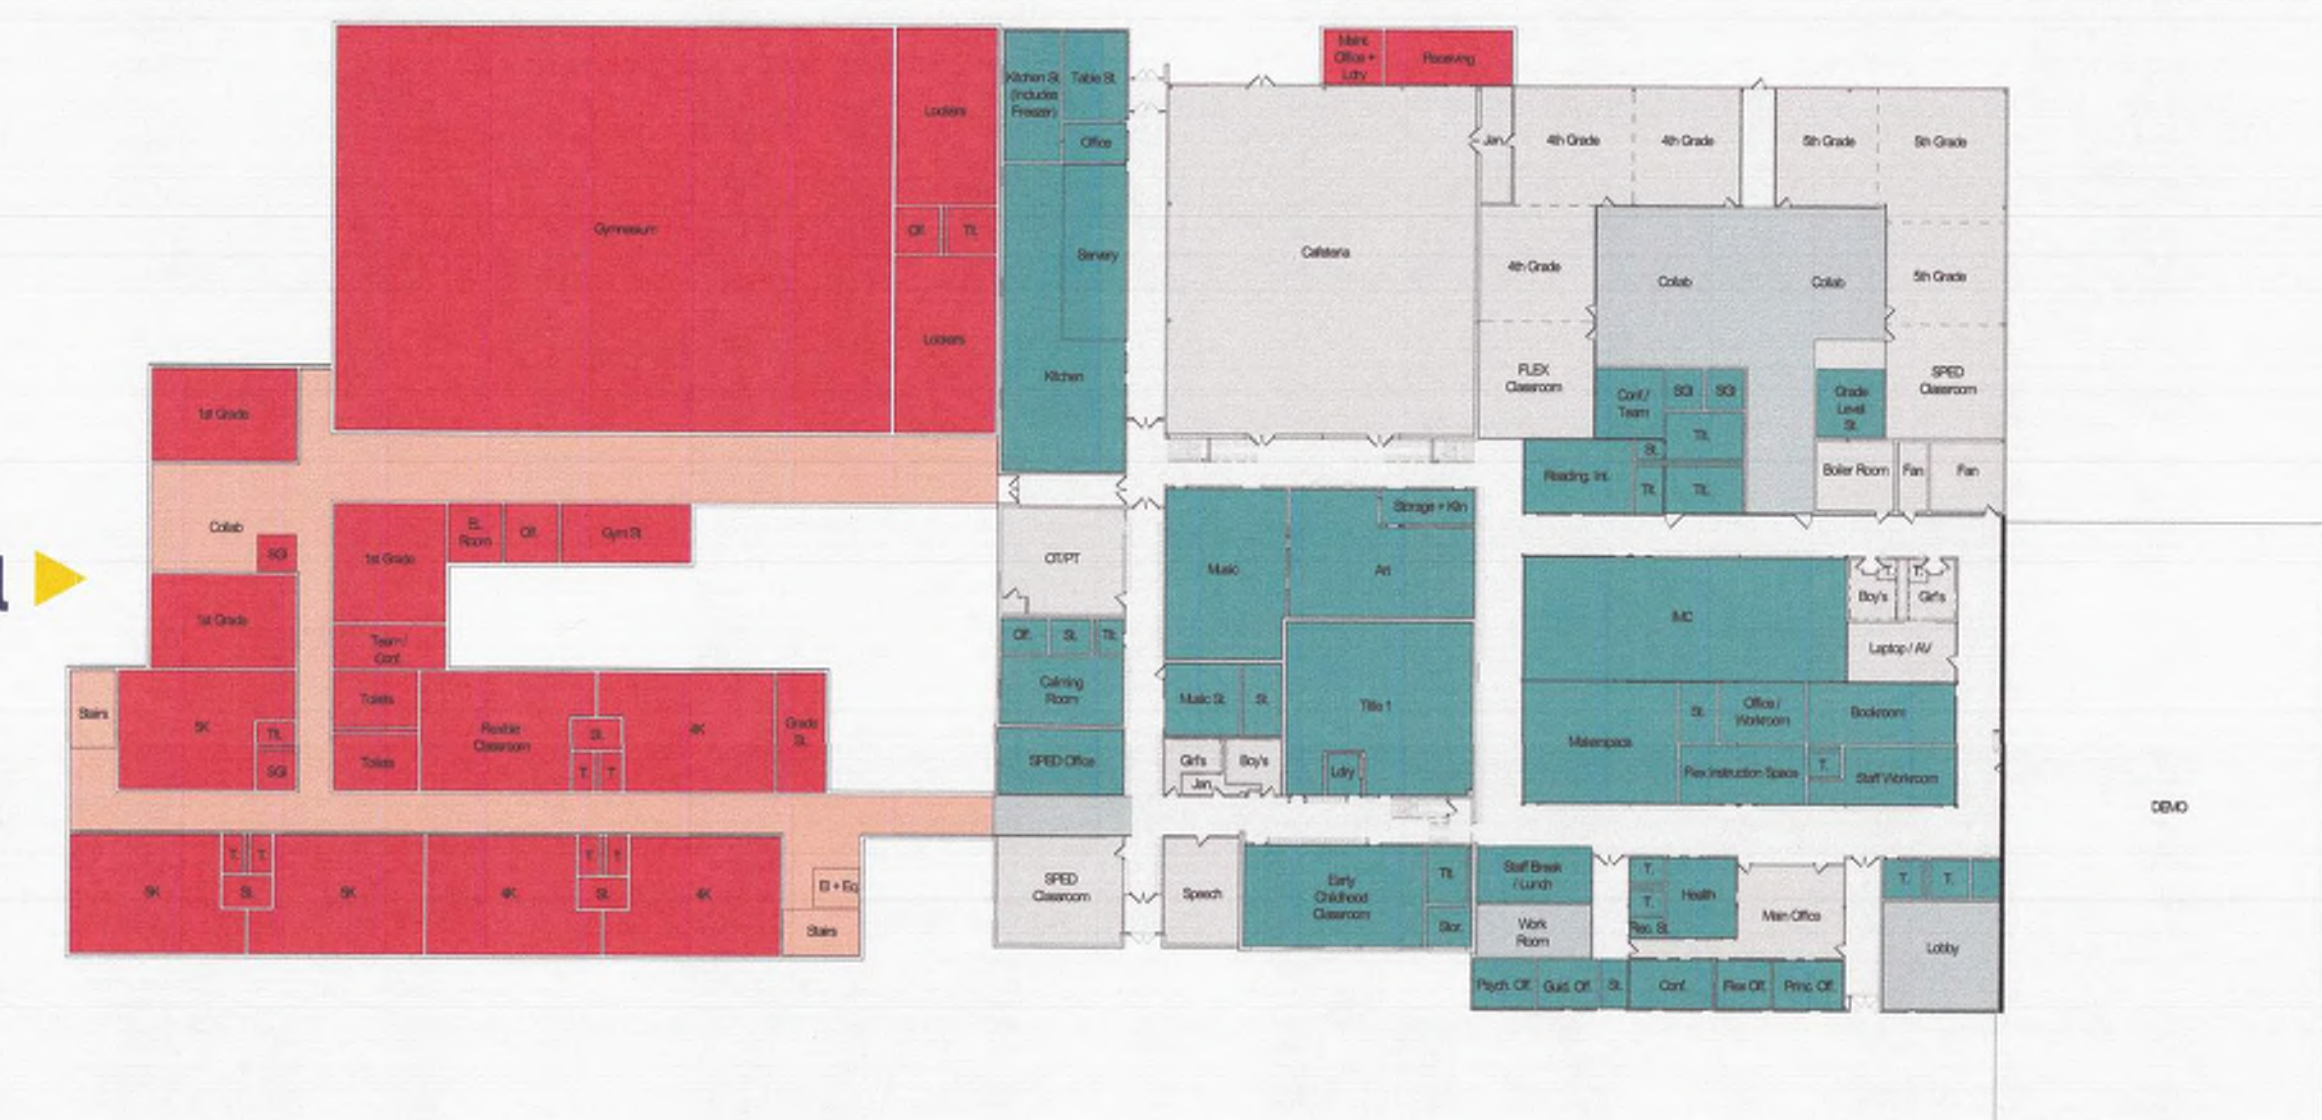 Gymnasium
Lockers
Off.
Tlt.
Lockers
Kitchen St.
(Includes
Freezer)
Table St.
Office
Servery
Kitchen
Maint.
Office +
Ldry
Receiving
Cafeteria
Jan.
4th Grade
4th Grade
5th Grade
5th Grade
4th Grade
Collab
Collab
5th Grade
FLEX
Classroom
Conf./
Team
SGI
SGI
Tlt.
Grade
Level
St.
SPED
Classroom
Reading. Int.
St.
Tlt.
Tlt.
Boiler Room
Fan
Fan
1st Grade
Collab
SGI
1st Grade
1st Grade
EL
Room
Off.
Gym St.
Team /
Conf.
OT/PT
Off.
St.
Tlt.
Calming
Room
SPED Office
Music
Art
Storage + Kiln
Music St.
St.
Title 1
Girl's
Boy's
Jan.
Ldry
IMC
Boy's
T.
T.
Girl's
Laptop / AV
Makerspace
St.
Office /
Workroom
Bookroom
Flex Instruction Space
T.
Staff Workroom
DEMO
Stairs
5K
Tlt.
SGI
Toilets
Toilets
Flexible
Classroom
St.
T.
T.
4K
Grade
St.
5K
T.
T.
St.
5K
4K
T.
T.
St.
4K
El + Eq
Stairs
SPED
Classroom
Speech
Early
Childhood
Classroom
Tlt.
Stor.
Staff Break
/ Lunch
Work
Room
T.
T.
Rec. St.
Health
Main Office
T.
T.
Lobby
Psych. Off.
Guid. Off.
St.
Conf.
Flex Off.
Princ. Off.